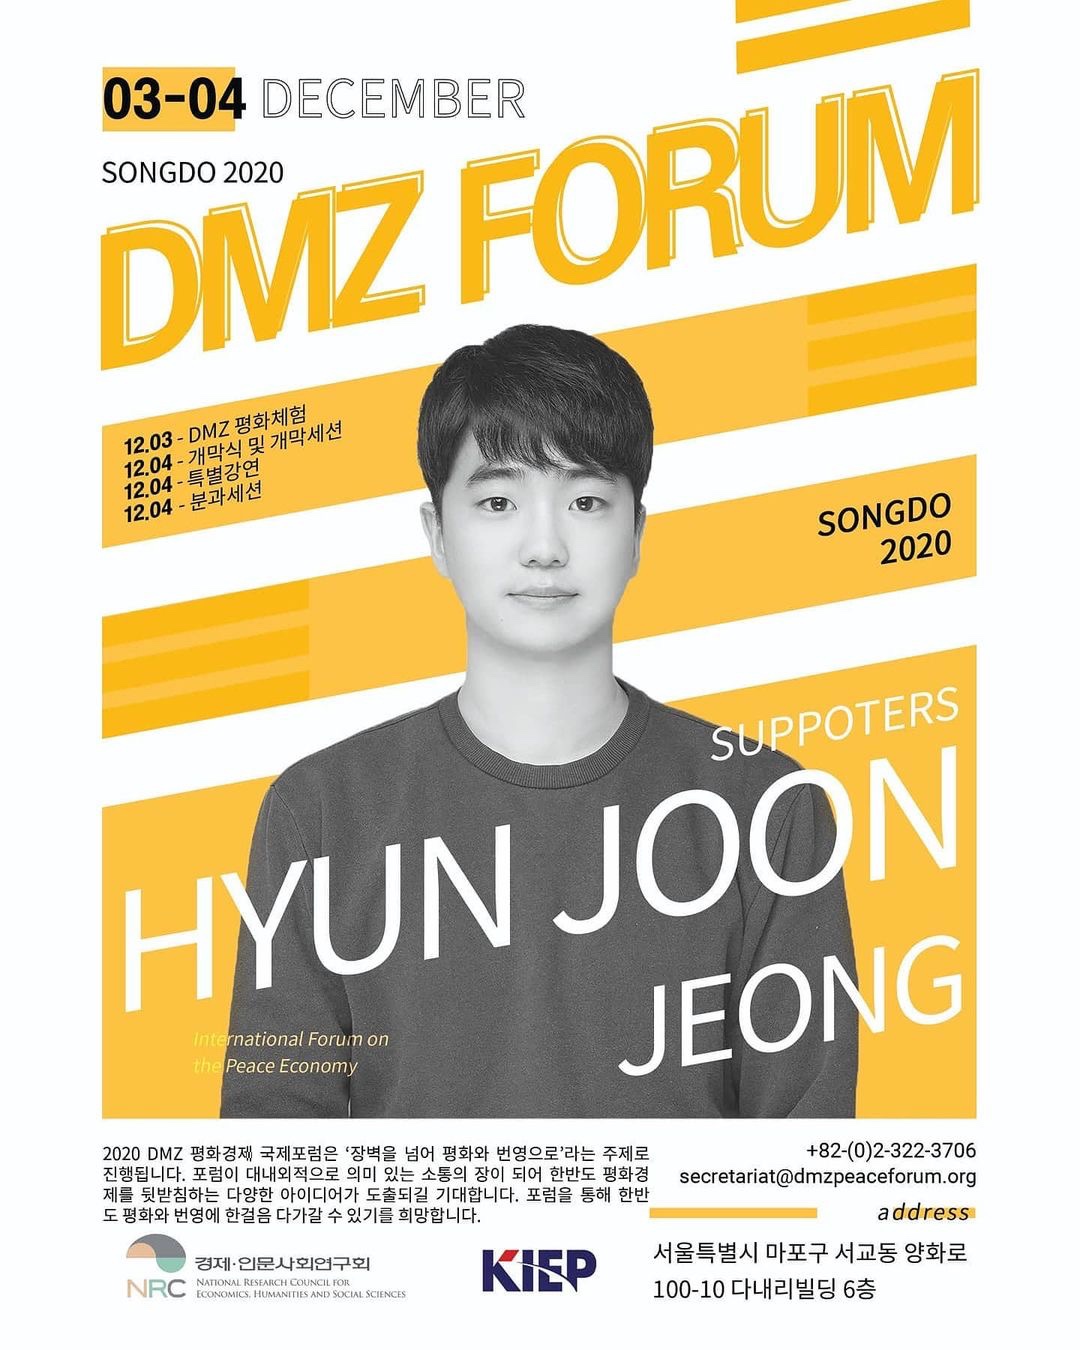 03-04 DECEMBER
SONGDO 2020
DMZ FORUM
12.03 - DMZ 평화체험
12.04 - 개막식 및 개막세션
12.04 - 특별강연
12.04 - 분과세션
SONGDO
2020
SUPPOTERS
HYUN JOON
JEONG
International Forum on
the Peace Economy
2020 DMZ 평화경제 국제포럼은 ‘장벽을 넘어 평화와 번영으로’라는 주제로
진행됩니다. 포럼이 대내외적으로 의미 있는 소통의 장이 되어 한반도 평화경
제를 뒷받침하는 다양한 아이디어가 도출되길 기대합니다. 포럼을 통해 한반
도 평화와 번영에 한걸음 다가갈 수 있기를 희망합니다.
+82-(0)2-322-3706
secretariat@dmzpeaceforum.org
address
서울특별시 마포구 서교동 양화로
100-10 다내리빌딩 6층
NRC
경제·인문사회연구회
NATIONAL RESEARCH COUNCIL FOR
ECONOMICS, HUMANITIES AND SOCIAL SCIENCES
KIEP